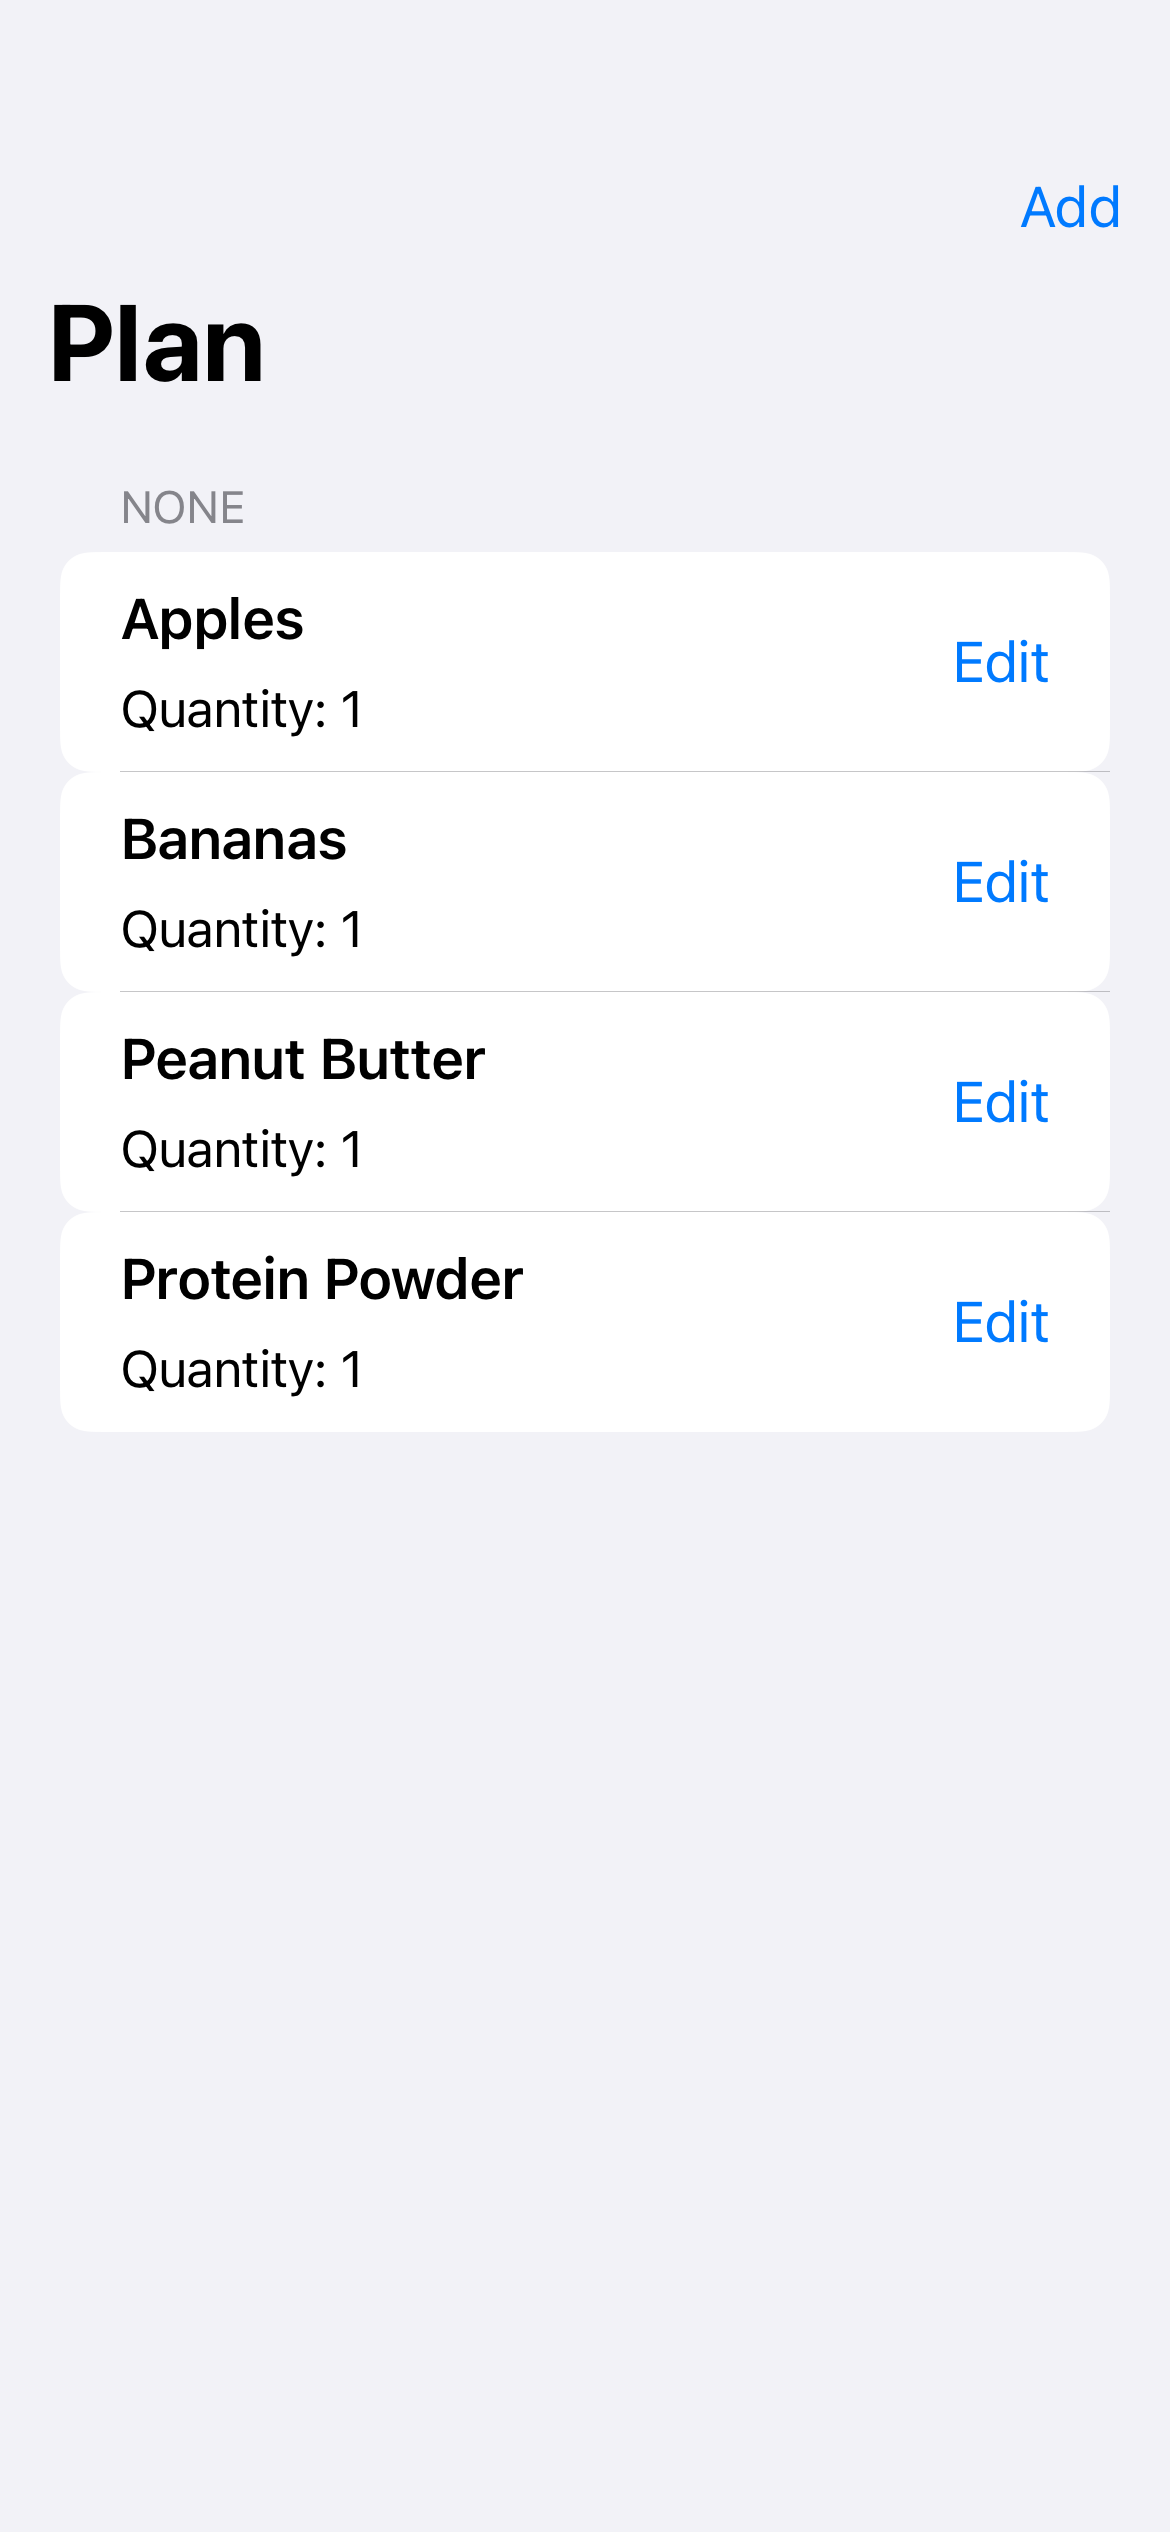 Add
Plan
NONE
Apples
Quantity: 1
Edit
Bananas
Quantity: 1
Edit
Peanut Butter
Quantity: 1
Edit
Protein Powder
Quantity: 1
Edit